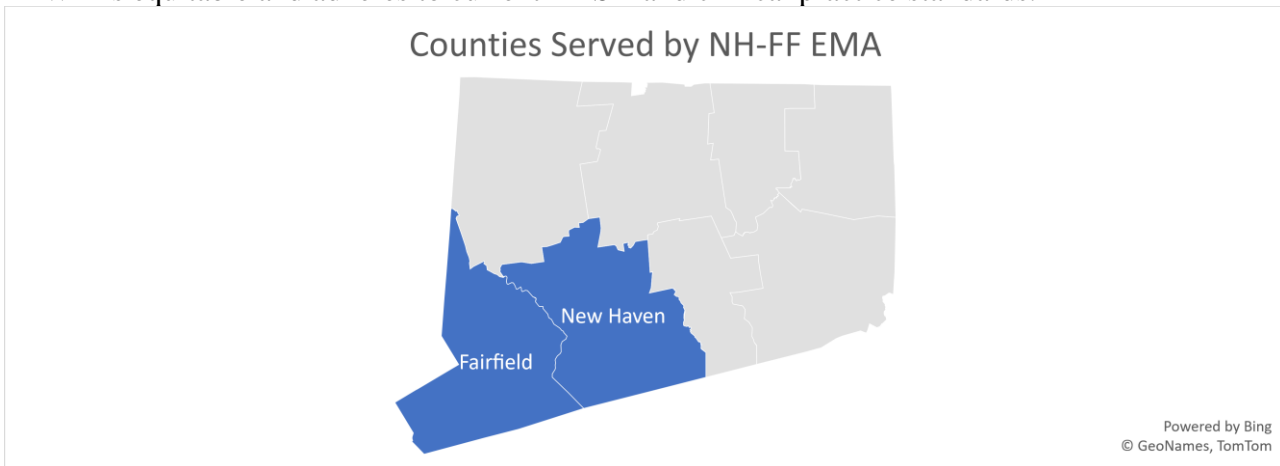 Counties Served by NH-FF EMA
New Haven
Fairfield
Powered by Bing
© GeoNames, TomTom